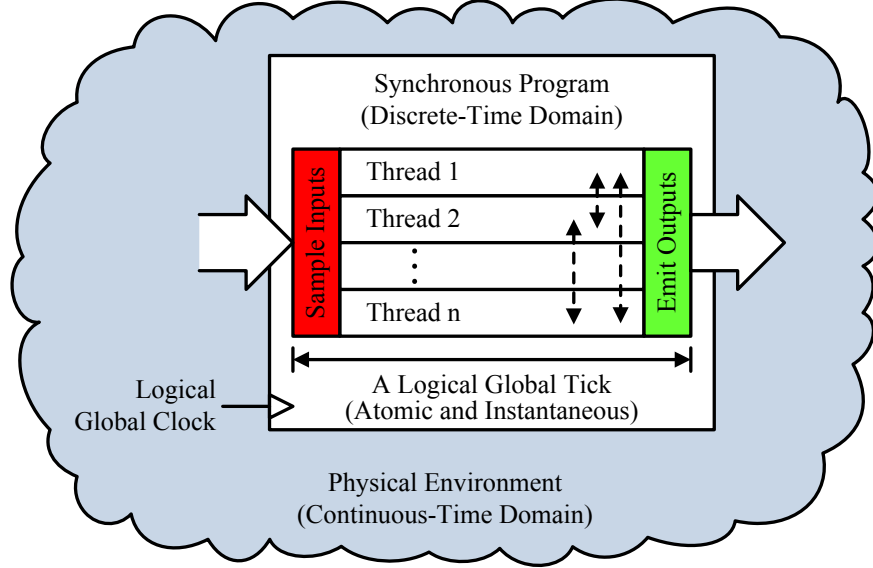 Synchronous Program
(Discrete-Time Domain)
Sample Inputs
Thread 1
Thread 2
Thread n
Emit Outputs
A Logical Global Tick
(Atomic and Instantaneous)
Logical
Global Clock
Physical Environment
(Continuous-Time Domain)